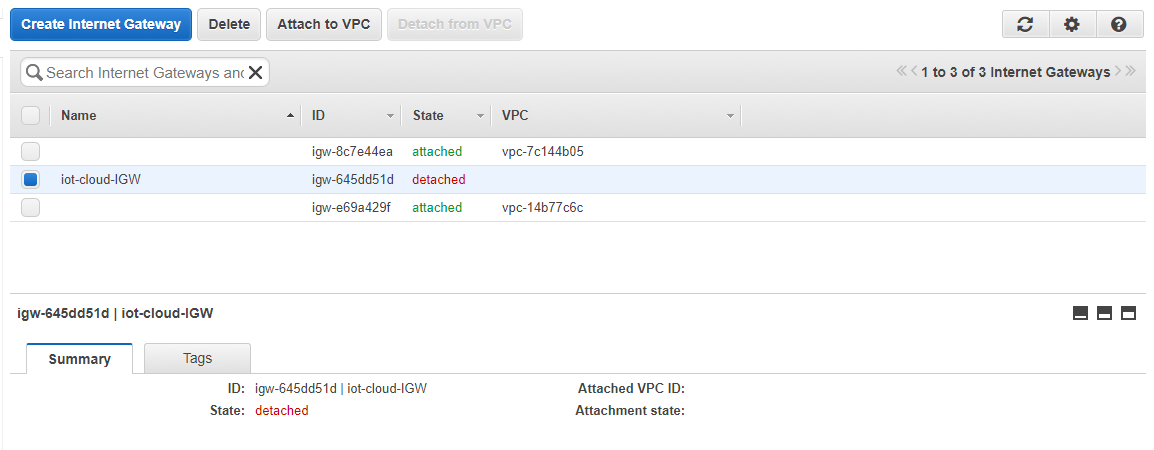 Create Internet Gateway Delete Attach to VPC Detach from VPC
Search Internet Gateways and 1 to 3 of 3 Internet Gateways
Name ID State VPC
igw-8c7e44ea attached vpc-7c144b05
iot-cloud-IGW igw-645dd51d detached
igw-e69a429f attached vpc-14b77c6c
igw-645dd51d | iot-cloud-IGW
Summary Tags
ID: igw-645dd51d | iot-cloud-IGW Attached VPC ID:
State: detached Attachment state: